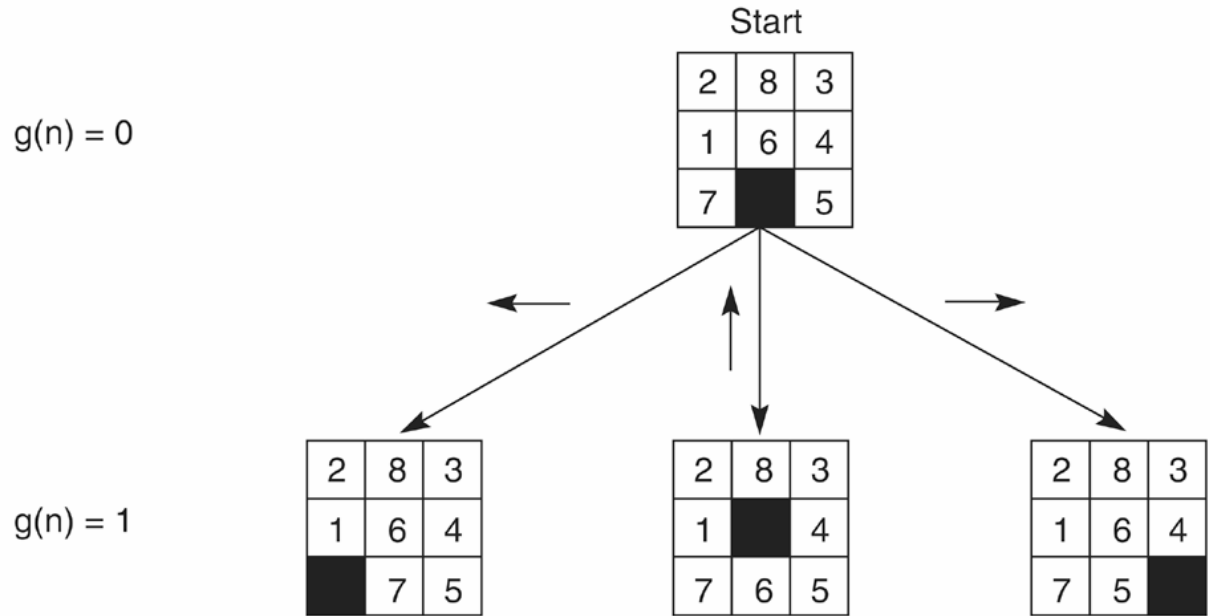 Start
2 8 3
g(n) = 0
1 6 4
7 5
2 8 3 2 8 3 2 8 3
g(n) = 1
1 6 4 1 4 1 6 4
7 5 7 6 5 7 5